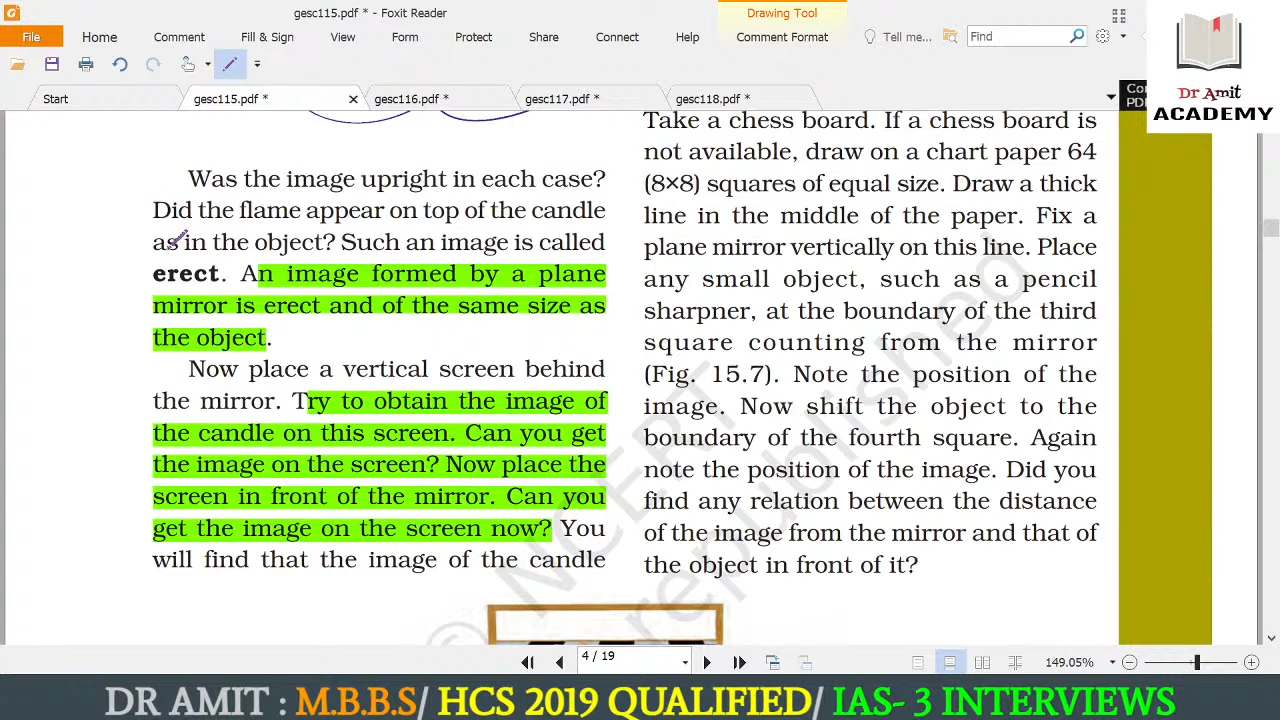 gesc115.pdf * - Foxit Reader
Drawing Tool
File Home Comment Fill & Sign View Form Protect Share Connect Help Comment Format Tell me... Find
Start gesc115.pdf * gesc116.pdf * gesc117.pdf * gesc118.pdf *
Dr Amit
ACADEMY
Was the image upright in each case?
Did the flame appear on top of the candle
as in the object? Such an image is called
erect. An image formed by a plane
mirror is erect and of the same size as
the object.
Now place a vertical screen behind
the mirror. Try to obtain the image of
the candle on this screen. Can you get
the image on the screen? Now place the
screen in front of the mirror. Can you
get the image on the screen now? You
will find that the image of the candle
Take a chess board. If a chess board is
not available, draw on a chart paper 64
(8×8) squares of equal size. Draw a thick
line in the middle of the paper. Fix a
plane mirror vertically on this line. Place
any small object, such as a pencil
sharpner, at the boundary of the third
square counting from the mirror
(Fig. 15.7). Note the position of the
image. Now shift the object to the
boundary of the fourth square. Again
note the position of the image. Did you
find any relation between the distance
of the image from the mirror and that of
the object in front of it?
© NCERT
republished
4 / 19
149.05%
DR AMIT : M.B.B.S/ HCS 2019 QUALIFIED/ IAS- 3 INTERVIEWS